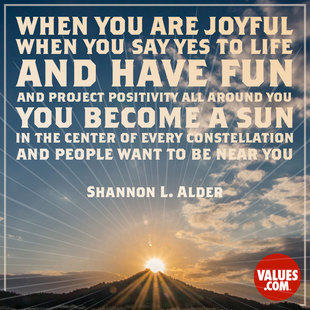 WHEN YOU ARE JOYFUL
WHEN YOU SAY YES TO LIFE
AND HAVE FUN
AND PROJECT POSITIVITY ALL AROUND YOU
YOU BECOME A SUN
IN THE CENTER OF EVERY CONSTELLATION
AND PEOPLE WANT TO BE NEAR YOU
SHANNON L. ALDER
VALUES
.COM